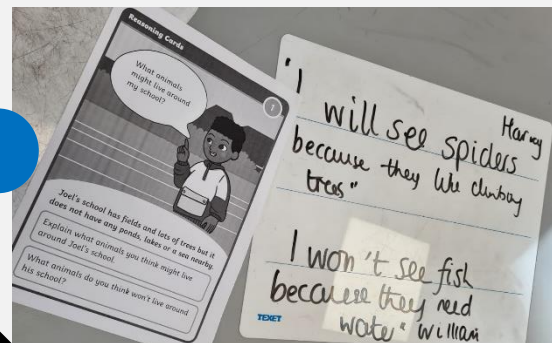 Reasoning Cards
1
What animals
might live around
my school?
Joel's school has fields and lots of trees but it
does not have any ponds, lakes or a sea nearby.
Explain what animals you think might live
around Joel's school.
What animals do you think won't live around
his school?
"I
will see spiders
Harvey
because they like climbing
trees"
I won't see fish
because they need
water" William
TEXET